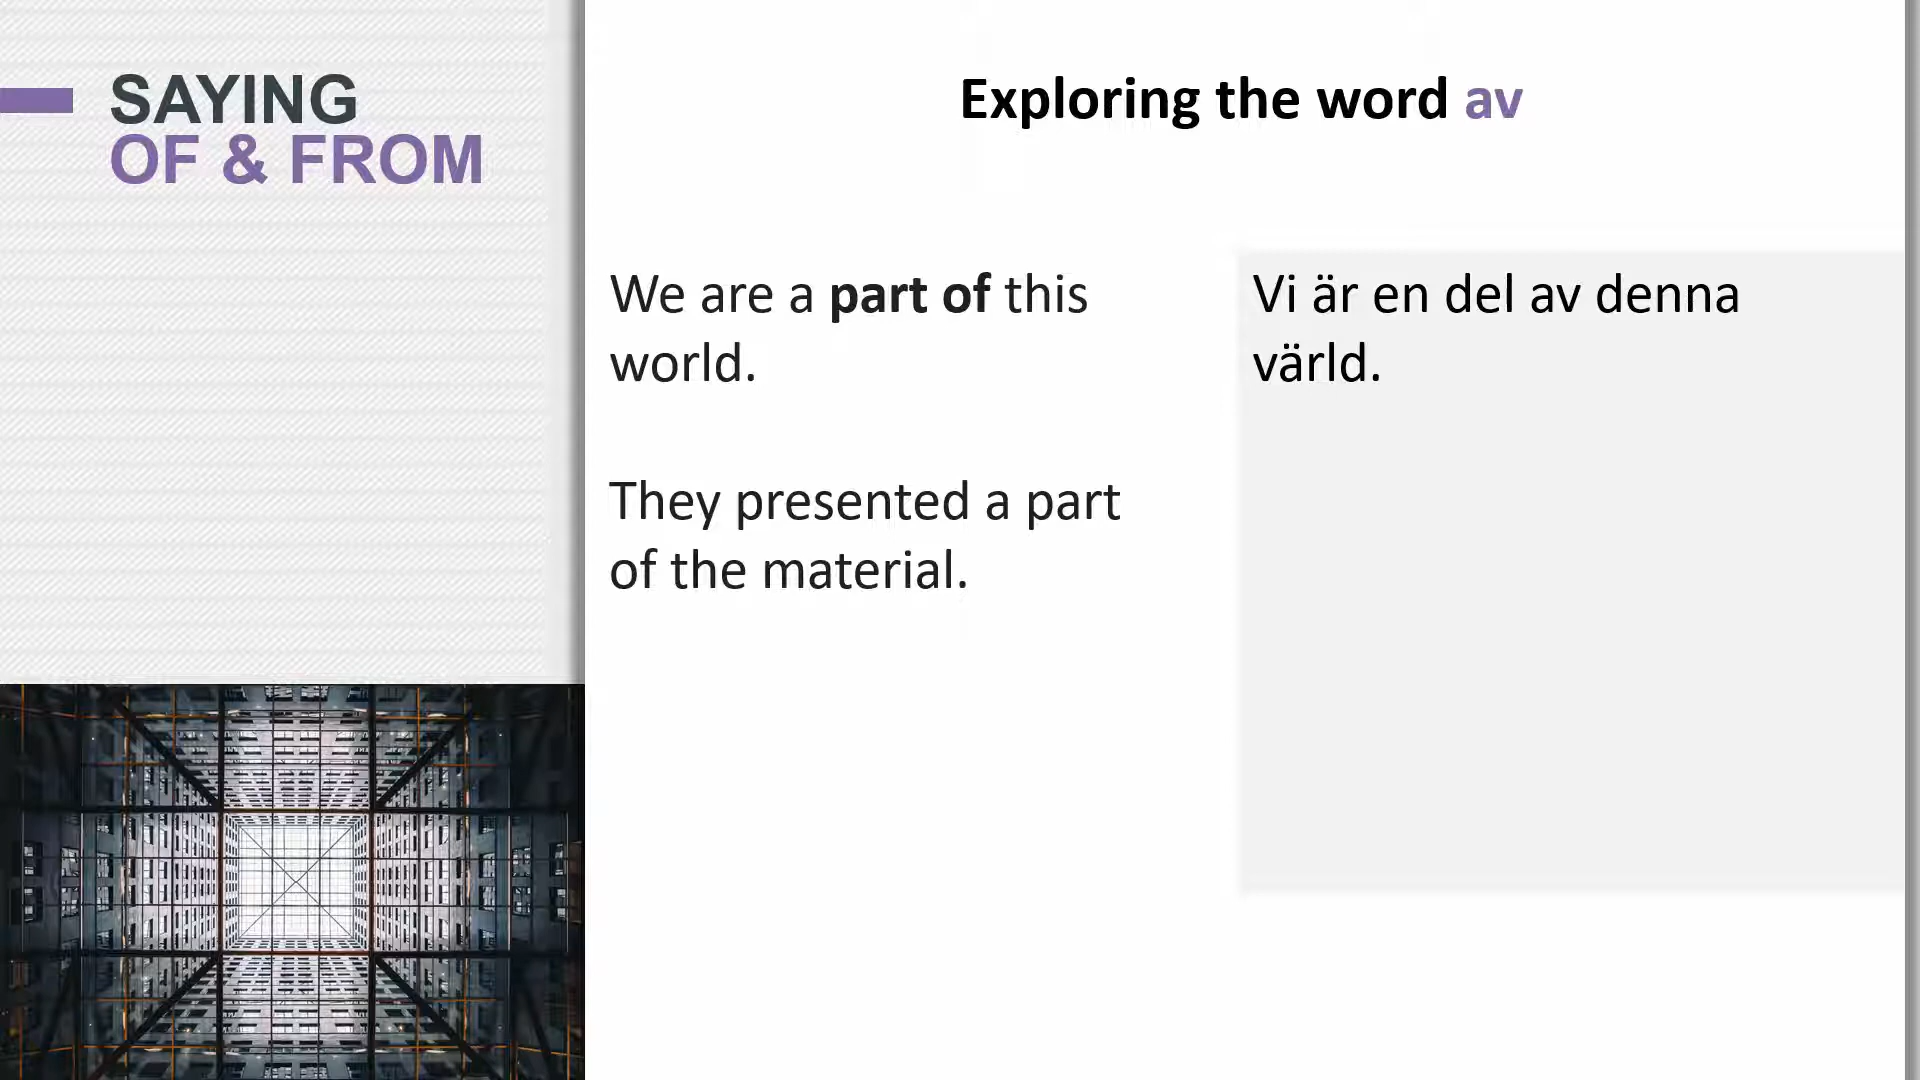 SAYING
OF & FROM
Exploring the word av
We are a part of this
world.
Vi är en del av denna
värld.
They presented a part
of the material.